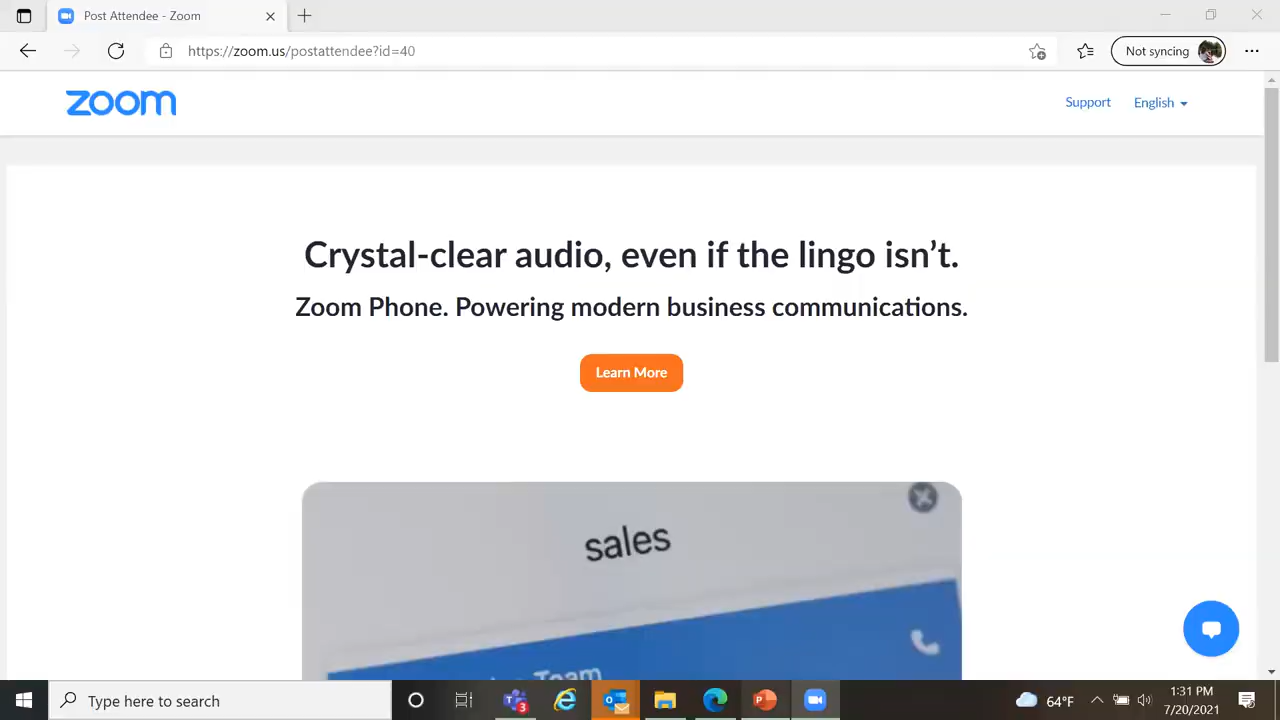 Post Attendee - Zoom
https://zoom.us/postattendee?id=40
Not syncing
zoom
Support
English
Crystal-clear audio, even if the lingo isn’t.
Zoom Phone. Powering modern business communications.
Learn More
sales
Team
Type here to search
3
64°F
1:31 PM
7/20/2021